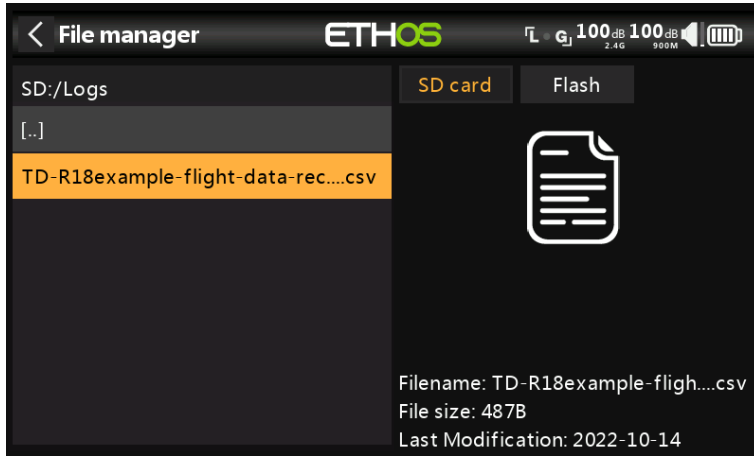 File manager
ETHOS
L G 100dB 100dB
2.4G 900M
SD:/Logs
SD card Flash
[..]
TD-R18example-flight-data-rec....csv
Filename: TD-R18example-fligh....csv
File size: 487B
Last Modification: 2022-10-14